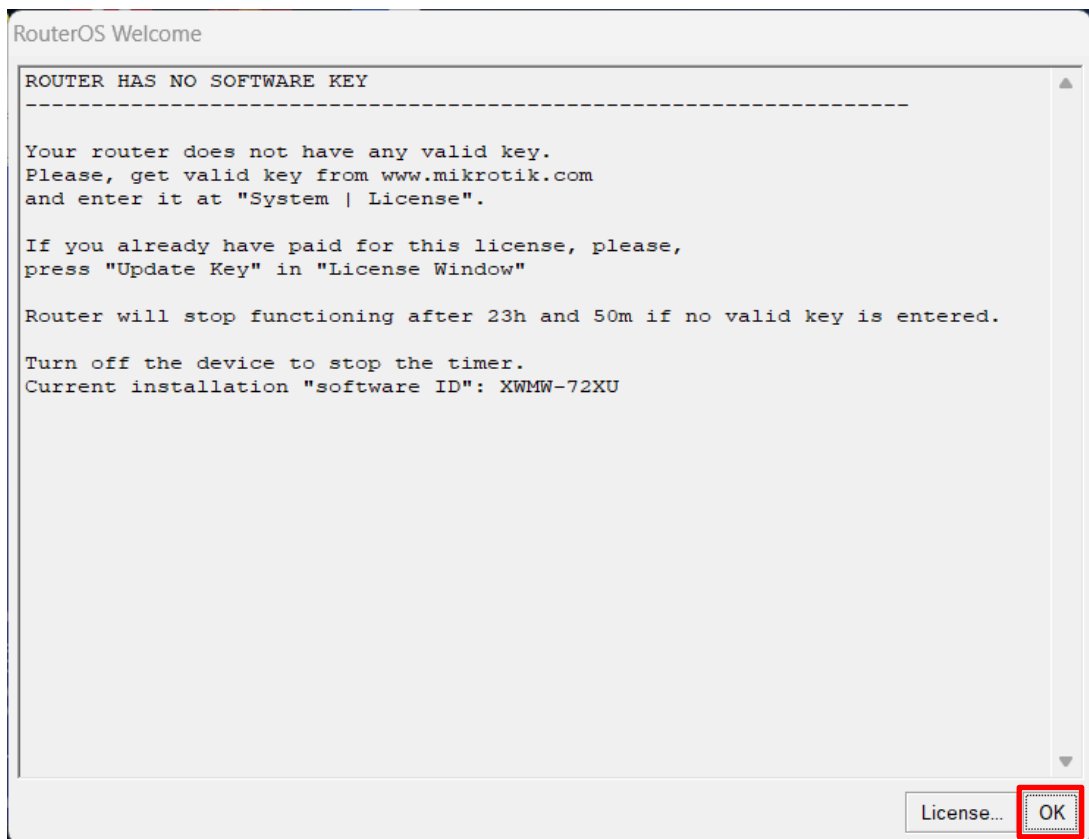 RouterOS Welcome
ROUTER HAS NO SOFTWARE KEY
--------------------------------------------------------------------
Your router does not have any valid key.
Please, get valid key from www.mikrotik.com
and enter it at "System | License".
If you already have paid for this license, please,
press "Update Key" in "License Window"
Router will stop functioning after 23h and 50m if no valid key is entered.
Turn off the device to stop the timer.
Current installation "software ID": XWMW-72XU
License... OK